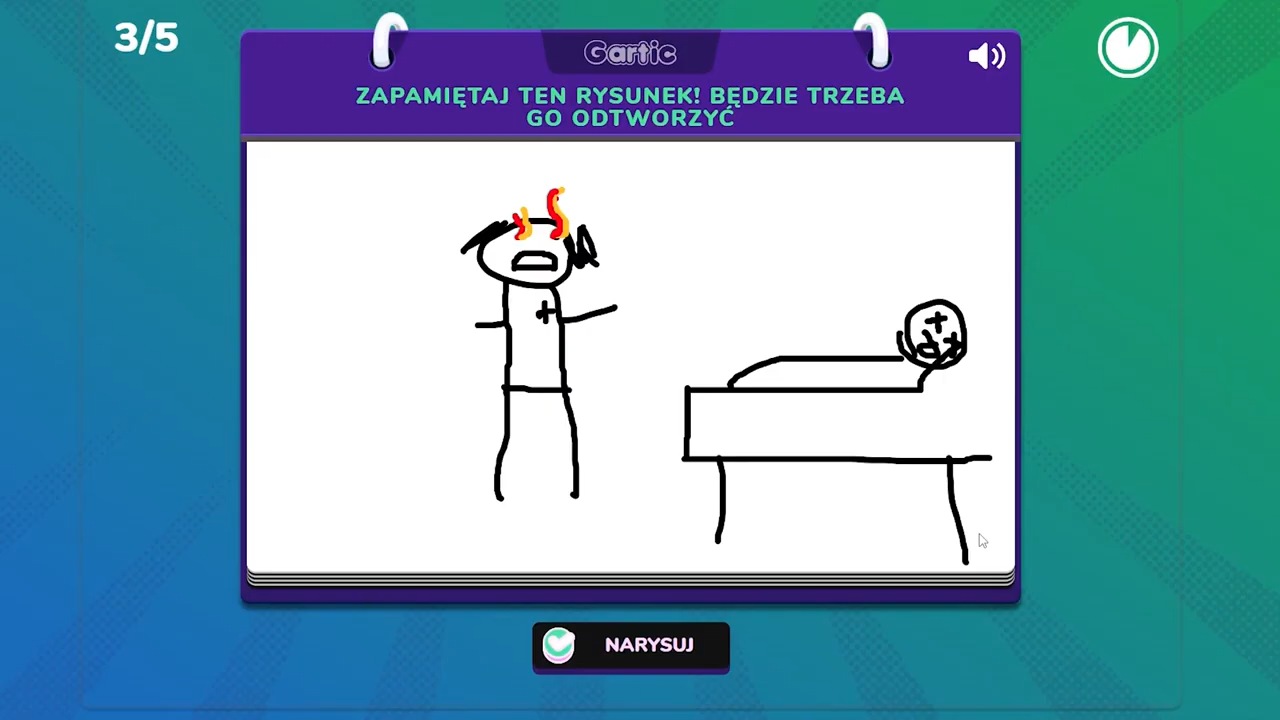 3/5
Gartic
ZAPAMIĘTAJ TEN RYSUNEK! BĘDZIE TRZEBA
GO ODTWORZYĆ
NARYSUJ